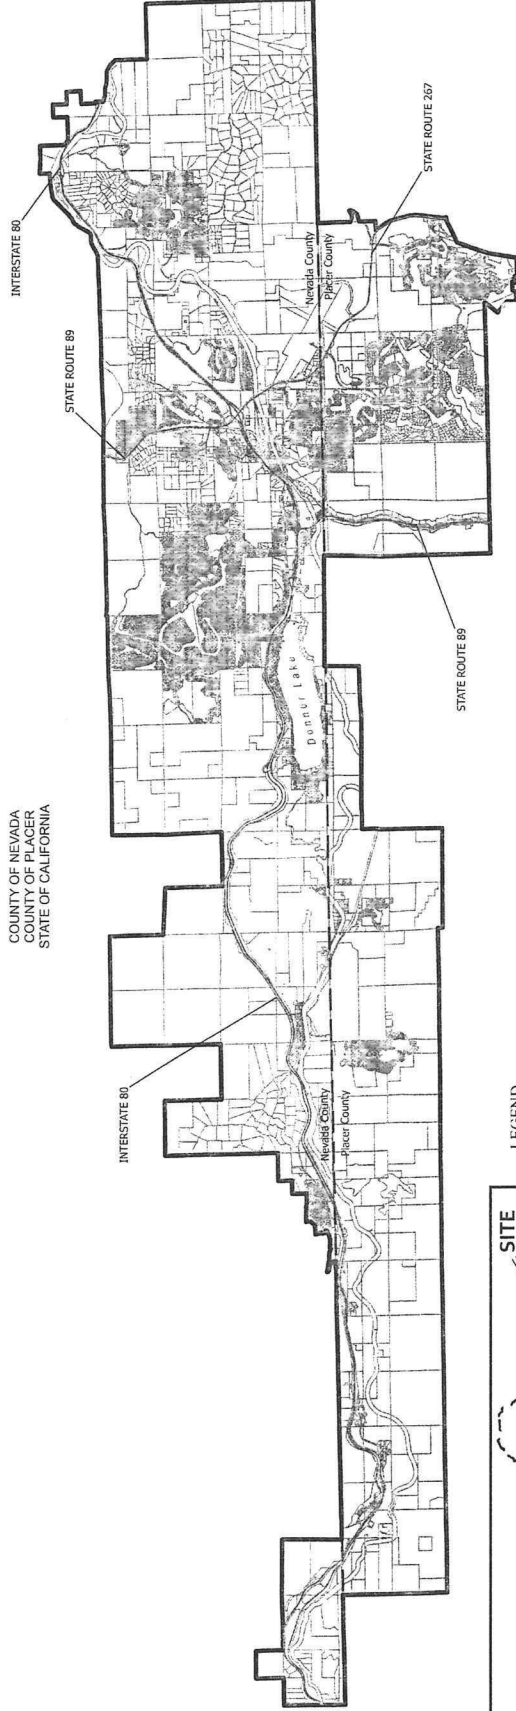 COUNTY OF NEVADA
COUNTY OF PLACER
STATE OF CALIFORNIA
INTERSTATE 80
Nevada County
Placer County
INTERSTATE 80
STATE ROUTE 89
Donner Lake
STATE ROUTE 89
Nevada County
Placer County
STATE ROUTE 267
SITE
LEGEND